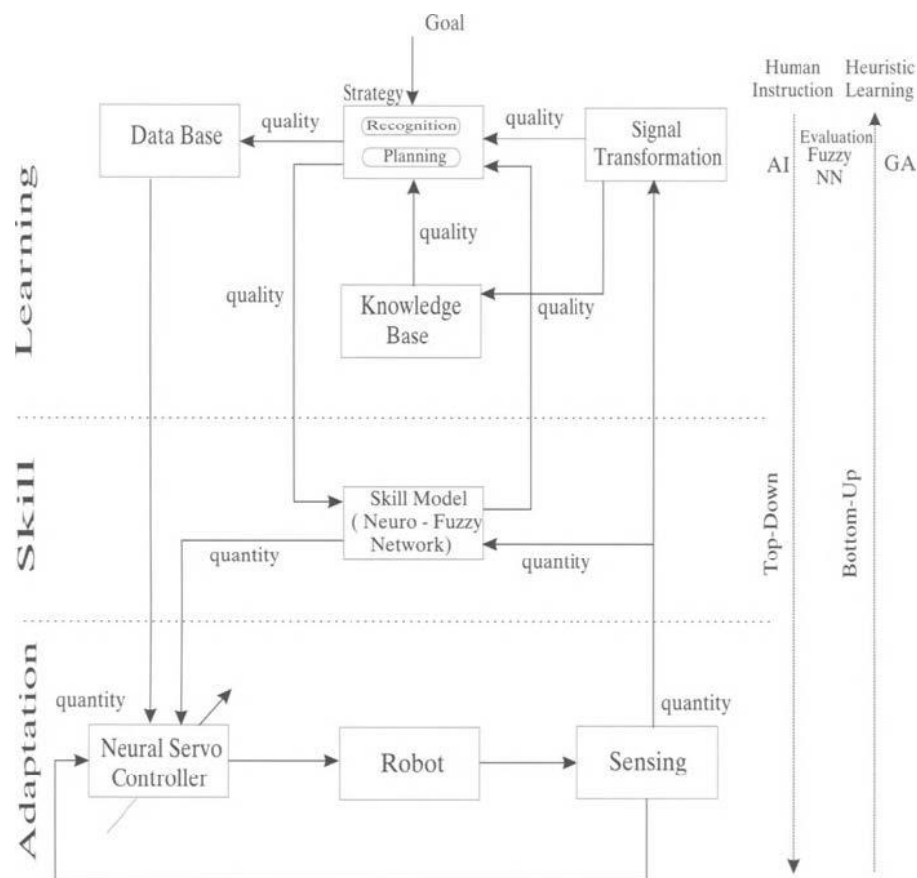 Goal
Human
Instruction
Heuristic
Learning
Strategy
Recognition
Planning
Data Base
quality
quality
Signal
Transformation
Evaluation
Fuzzy
NN
AI
GA
Learning
quality
quality
quality
Knowledge
Base
Skill
Skill Model
( Neuro - Fuzzy
Network)
quantity
quantity
Top-Down
Bottom-Up
Adaptation
quantity
quantity
Neural Servo
Controller
Robot
Sensing